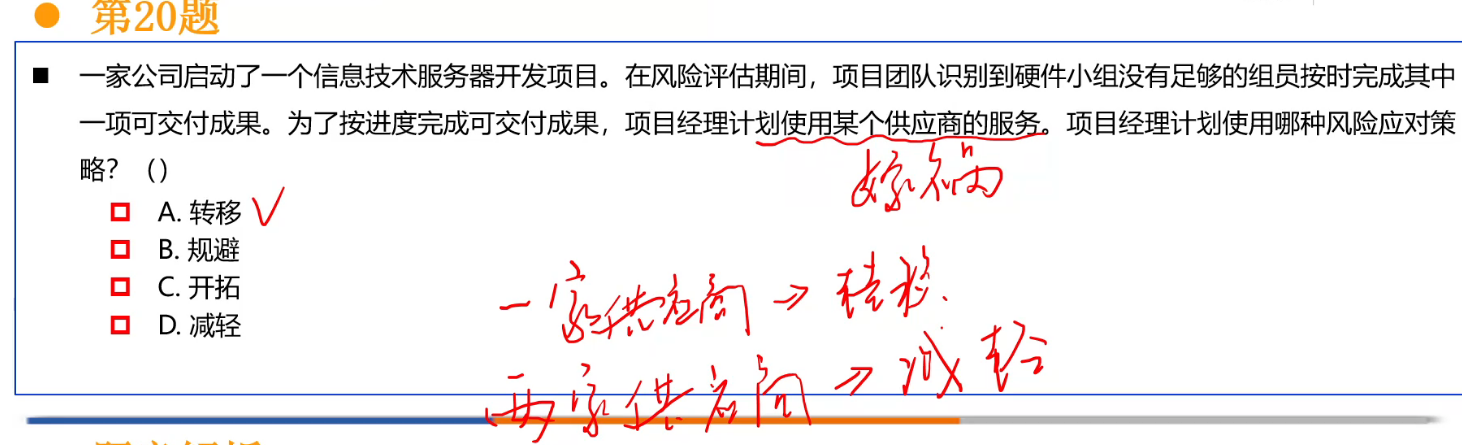 第20题
一家公司启动了一个信息技术服务器开发项目。在风险评估期间，项目团队识别到硬件小组没有足够的组员按时完成其中
一项可交付成果。为了按进度完成可交付成果，项目经理计划使用某个供应商的服务。项目经理计划使用哪种风险应对策
略？（）
嫁祸
A. 转移 √
B. 规避
C. 开拓
一家供应商 → 转移.
D. 减轻
两家供应商 → 减轻